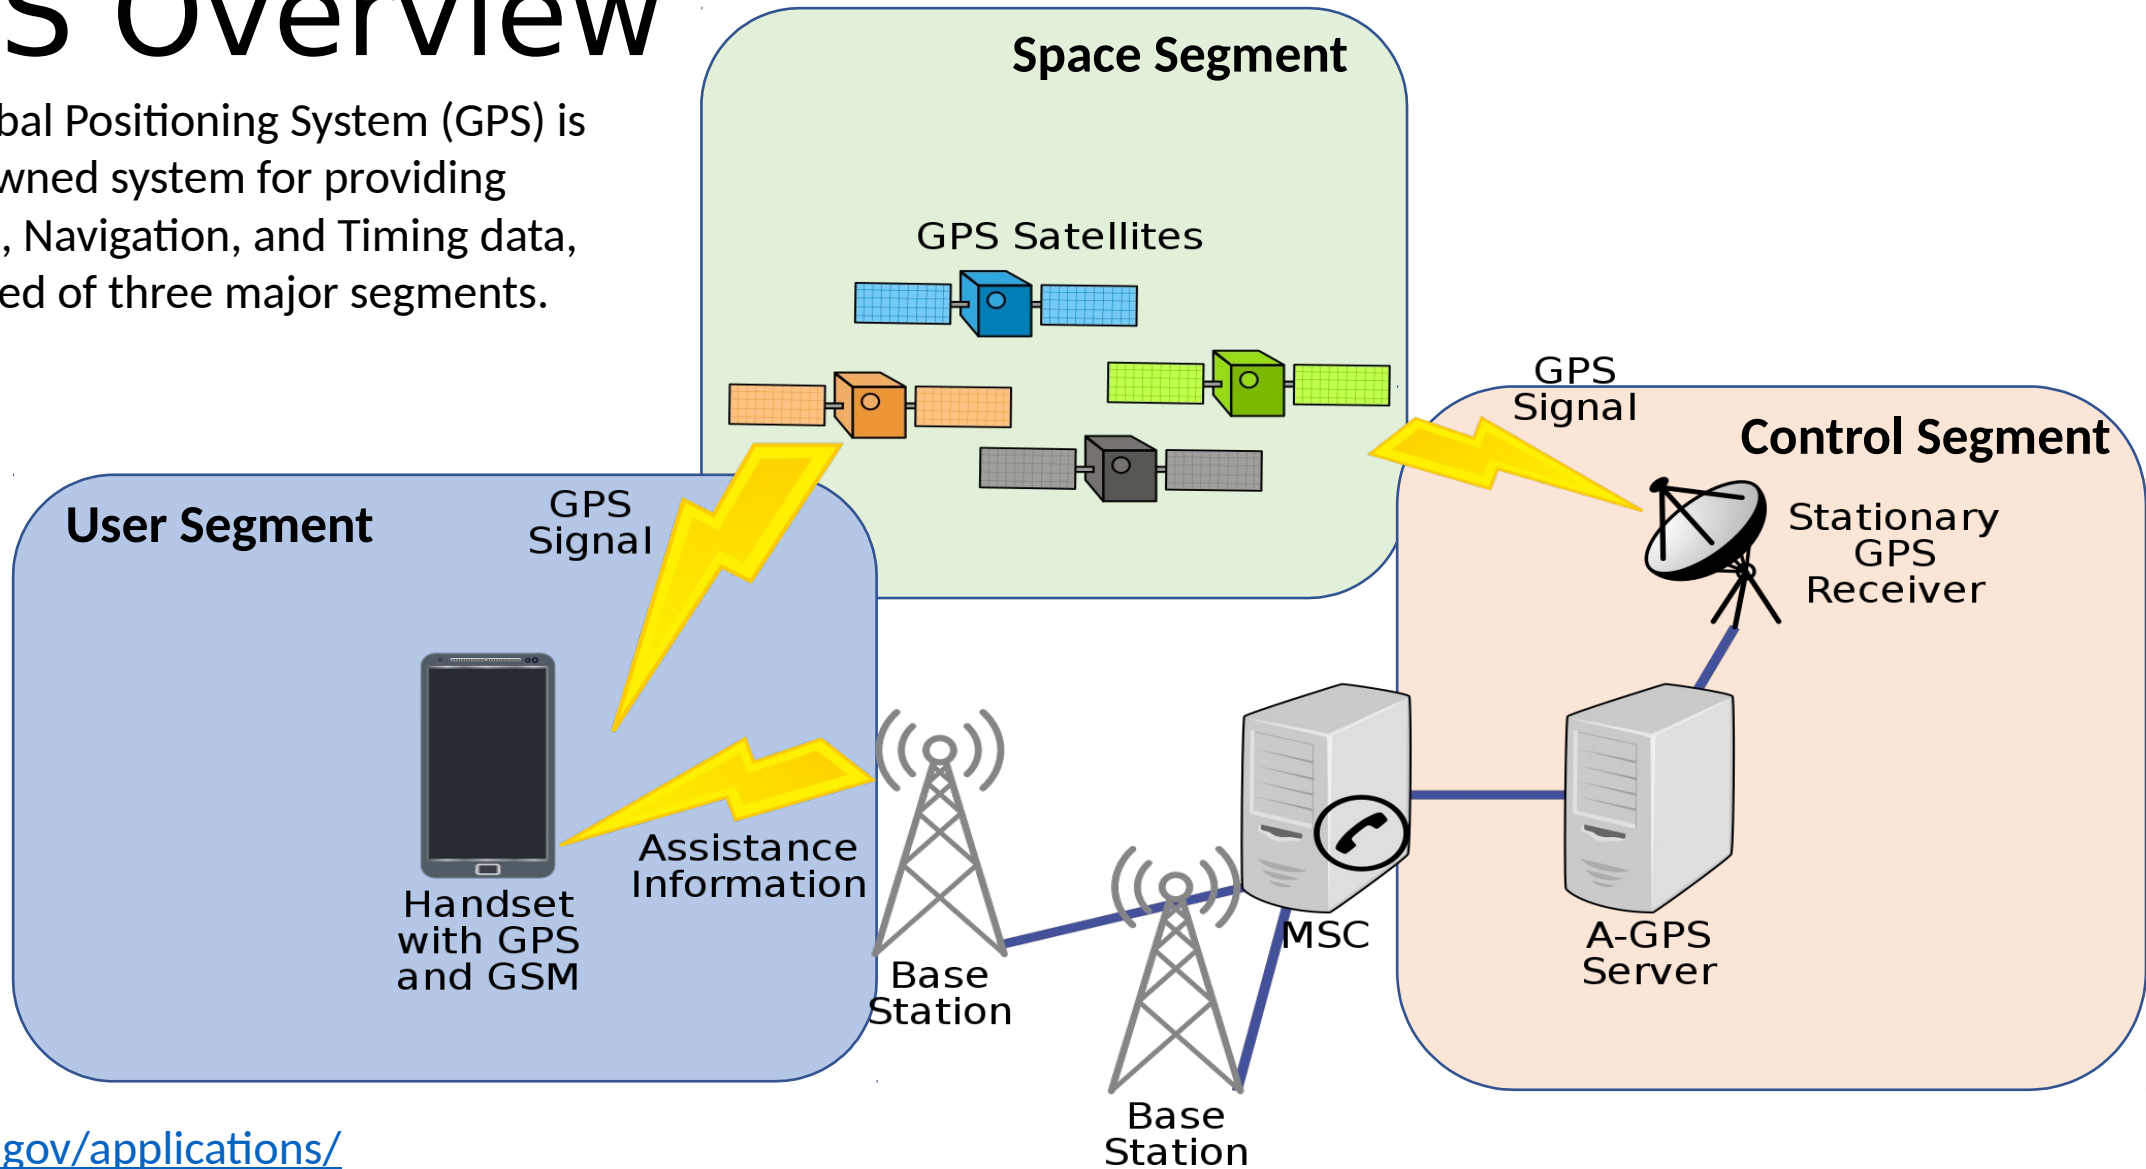 S Overview
bal Positioning System (GPS) is
wned system for providing
, Navigation, and Timing data,
ed of three major segments.
Space Segment
GPS Satellites
GPS
Signal
Control Segment
Stationary
GPS
Receiver
User Segment
GPS
Signal
Assistance
Information
Handset
with GPS
and GSM
Base
Station
MSC
A-GPS
Server
Base
Station
gov/applications/